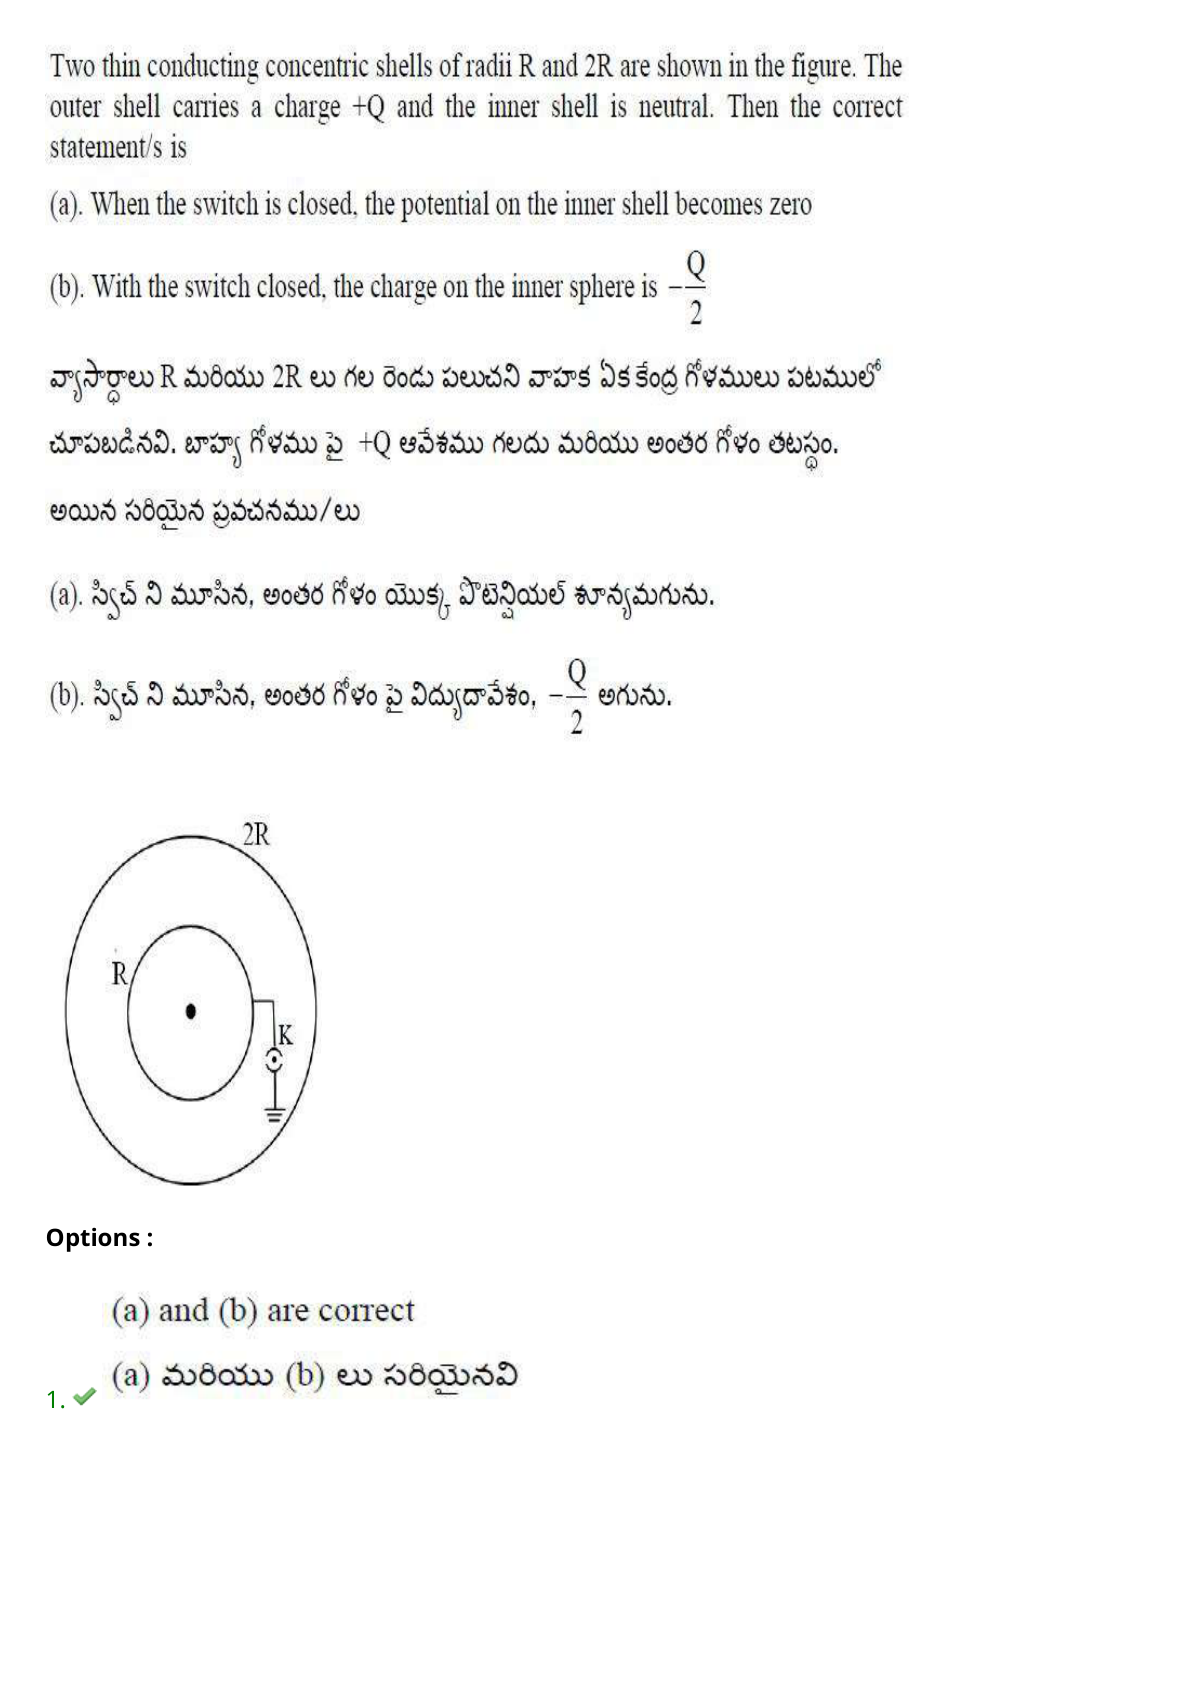 Two thin conducting concentric shells of radii R and 2R are shown in the figure. The
outer shell carries a charge +Q and the inner shell is neutral. Then the correct
statement/s is
(a). When the switch is closed, the potential on the inner shell becomes zero
(b). With the switch closed, the charge on the inner sphere is −Q/2
వ్యాసార్ధాలు R మరియు 2R లు గల రెండు పలుచని వాహక ఏకకేంద్ర గోళములు పటములో
చూపబడినవి. బాహ్య గోళము పై +Q ఆవేశము గలదు మరియు అంతర గోళం తటస్థం.
అయిన సరియైన ప్రవచనము/లు
(a). స్విచ్ ని మూసిన, అంతర గోళం యొక్క పొటెన్షియల్ శూన్యమగును.
(b). స్విచ్ ని మూసిన, అంతర గోళం పై విద్యుదావేశం, −Q/2 అగును.
2R
R
K
Options :
(a) and (b) are correct
(a) మరియు (b) లు సరియైనవి
1.